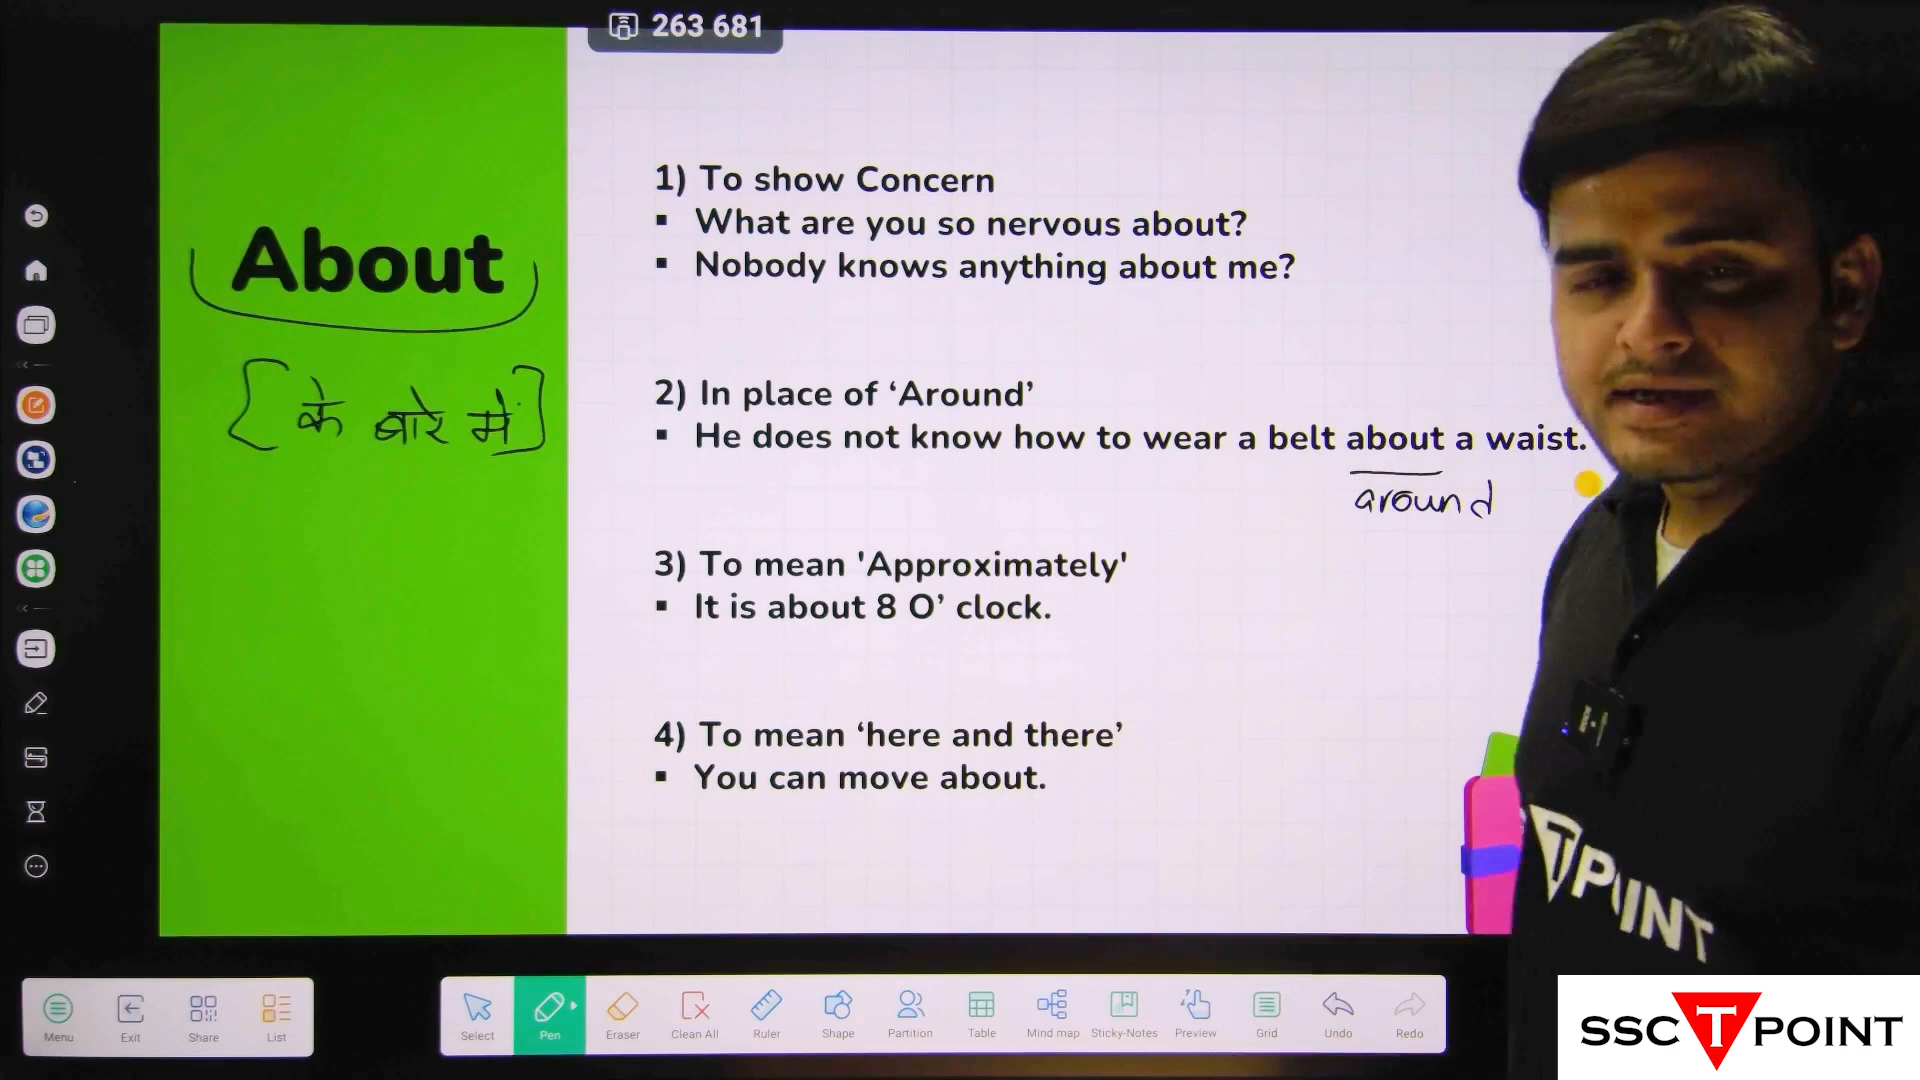 263 681
About
[के बारे में]
1) To show Concern
▪ What are you so nervous about?
▪ Nobody knows anything about me?
2) In place of ‘Around’
▪ He does not know how to wear a belt about a waist.
around
3) To mean 'Approximately'
▪ It is about 8 O’ clock.
4) To mean ‘here and there’
▪ You can move about.
T POINT
Menu Exit Share List
Select Pen Eraser Clean All Ruler Shape Partition Table Mind map Sticky-Notes Preview Grid Undo Redo
SSC T POINT